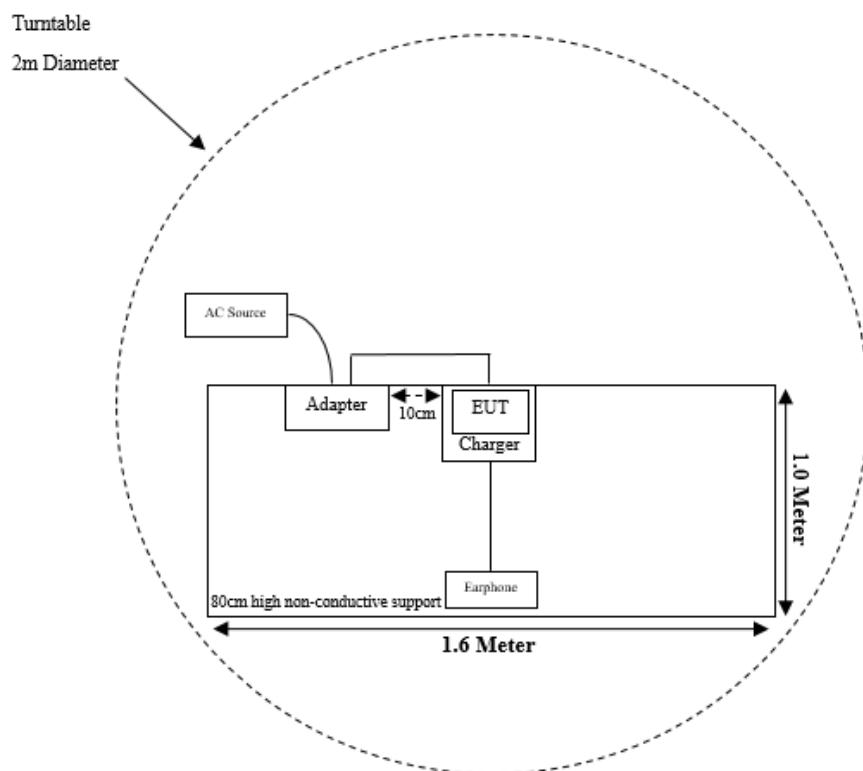 Turntable
2m Diameter
AC Source
Adapter
10cm
EUT
Charger
1.0 Meter
Earphone
80cm high non-conductive support
1.6 Meter